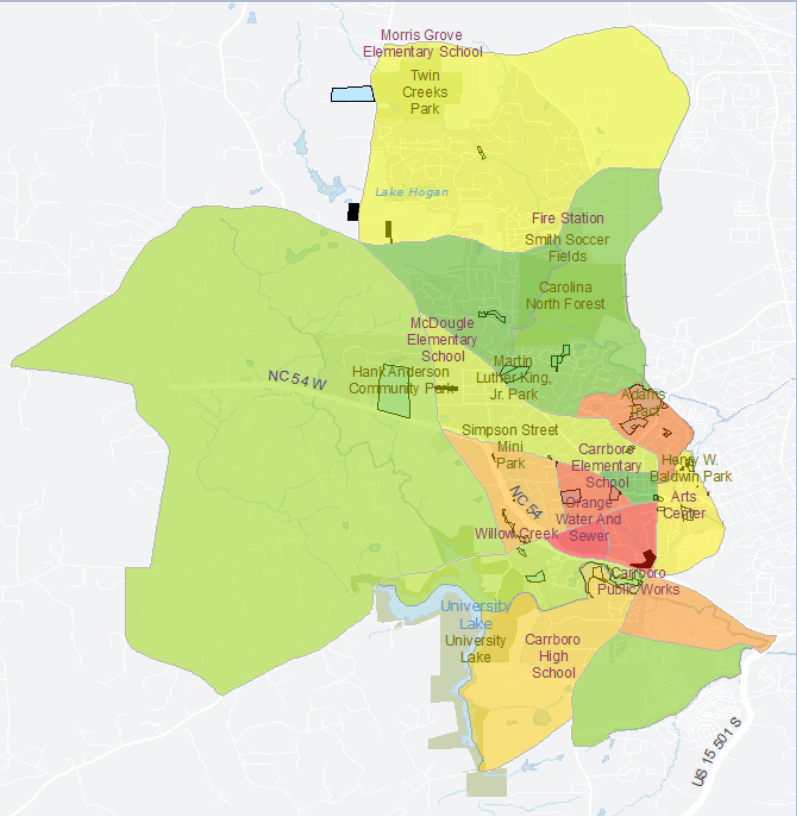 Morris Grove
Elementary School
Twin
Creeks
Park
Lake Hogan
Fire Station
Smith Soccer
Fields
Carolina
North Forest
McDougle
Elementary
School
Martin
Luther King,
Jr. Park
Hank Anderson
Community Park
NC 54 W
Adams
Tract
Simpson Street
Mini
Park
Carrboro
Elementary
School
Henry W.
Baldwin Park
Arts
Center
NC 54
Orange
Water And
Sewer
Willow Creek
Carrboro
Public Works
University
Lake
University
Lake
Carrboro
High
School
US 15 501 S